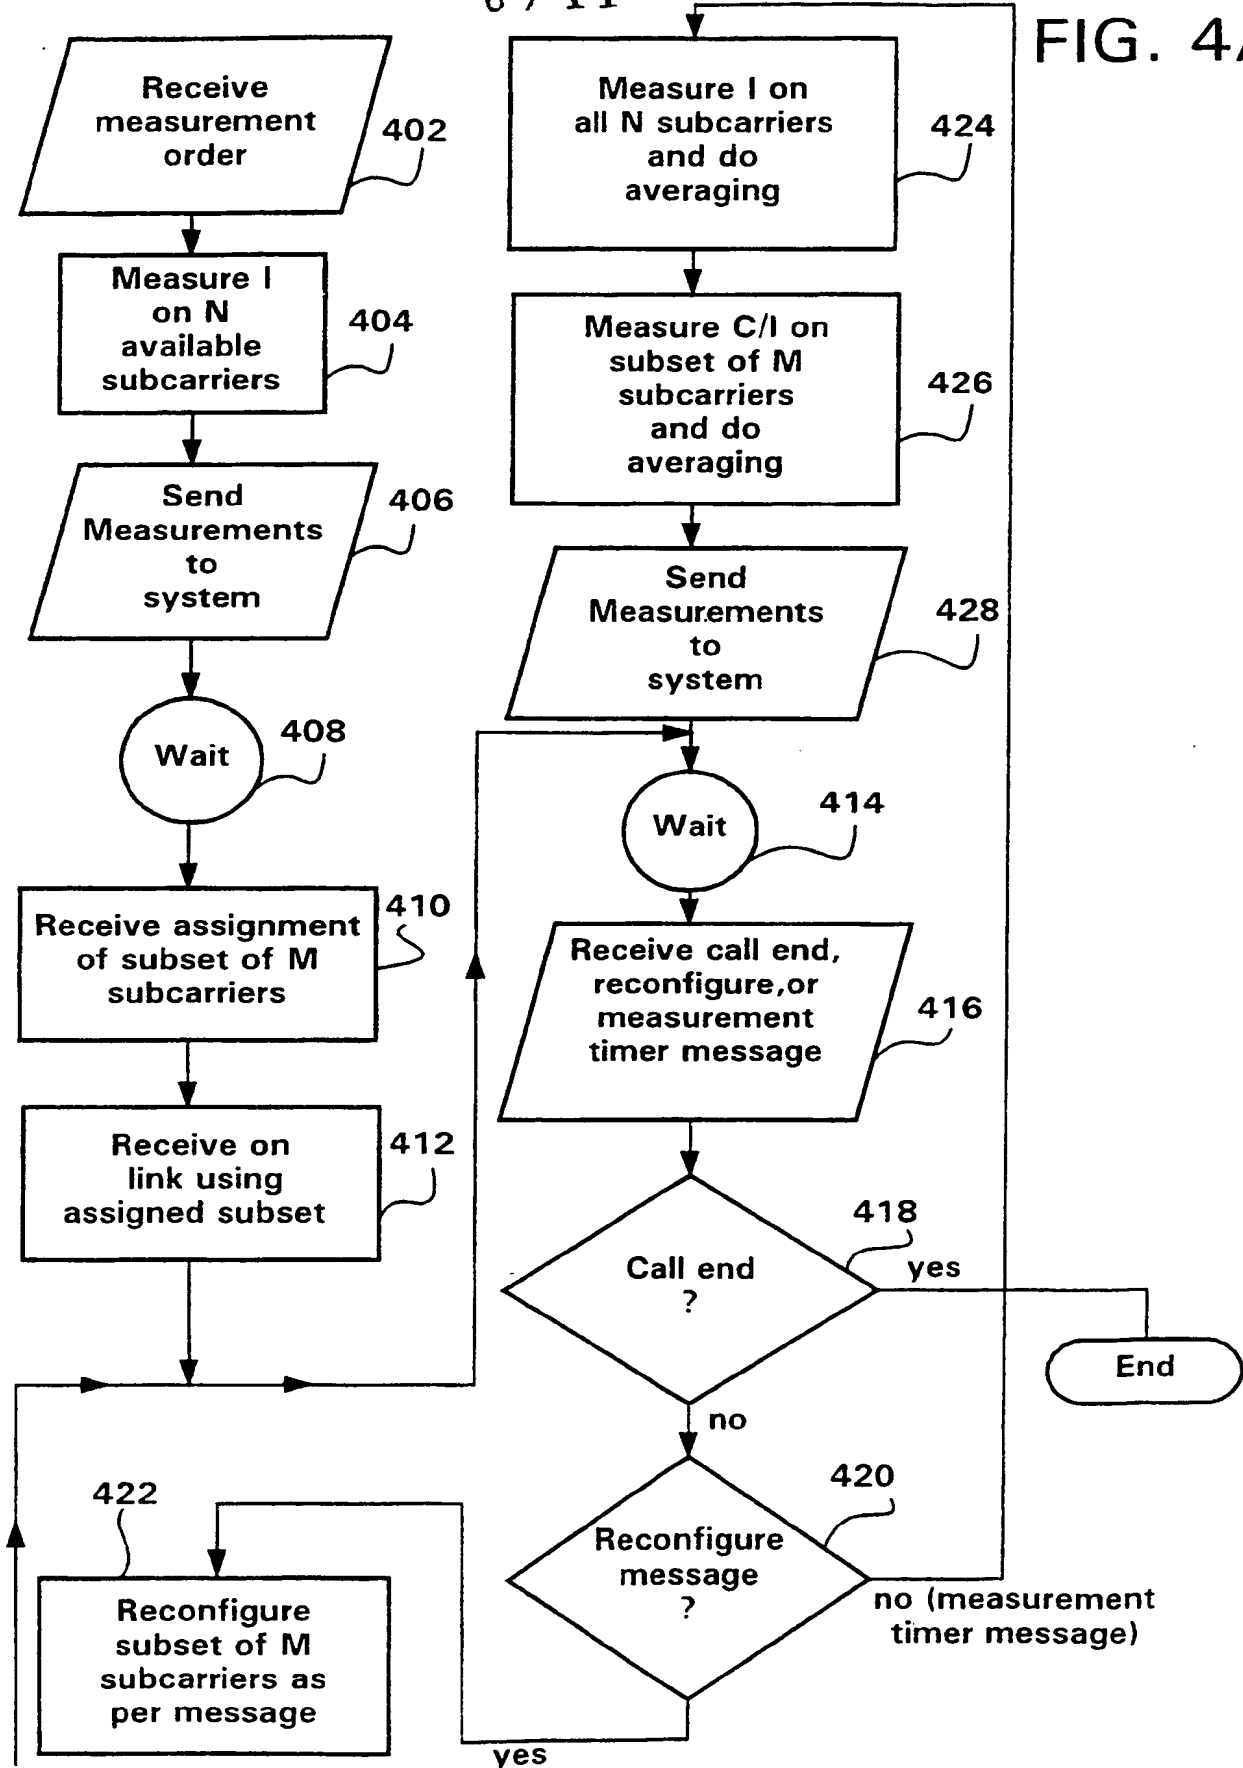 6 / 11
FIG. 4A
Receive
measurement
order
402
Measure I
on N
available
subcarriers
404
Send
Measurements
to
system
406
Wait
408
Receive assignment
of subset of M
subcarriers
410
Receive on
link using
assigned subset
412
422
Reconfigure
subset of M
subcarriers as
per message
Measure I on
all N subcarriers
and do
averaging
424
Measure C/I on
subset of M
subcarriers
and do
averaging
426
Send
Measurements
to
system
428
Wait
414
Receive call end,
reconfigure,or
measurement
timer message
416
Call end
?
418
yes
End
no
Reconfigure
message
?
420
no (measurement
timer message)
yes